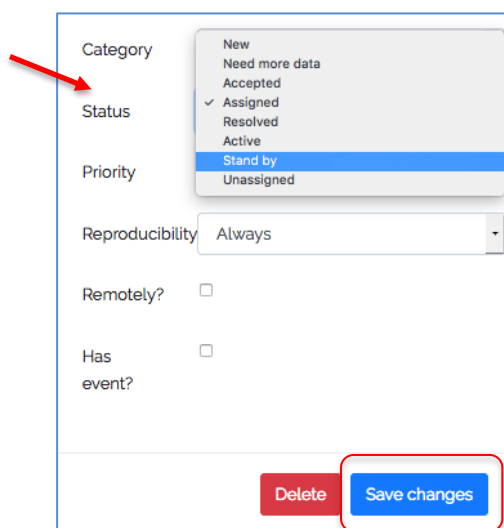 Category
New
Need more data
Accepted
Status
✓ Assigned
Resolved
Active
Priority
Stand by
Unassigned
Reproducibility Always
Remotely?
Has
event?
Delete Save changes